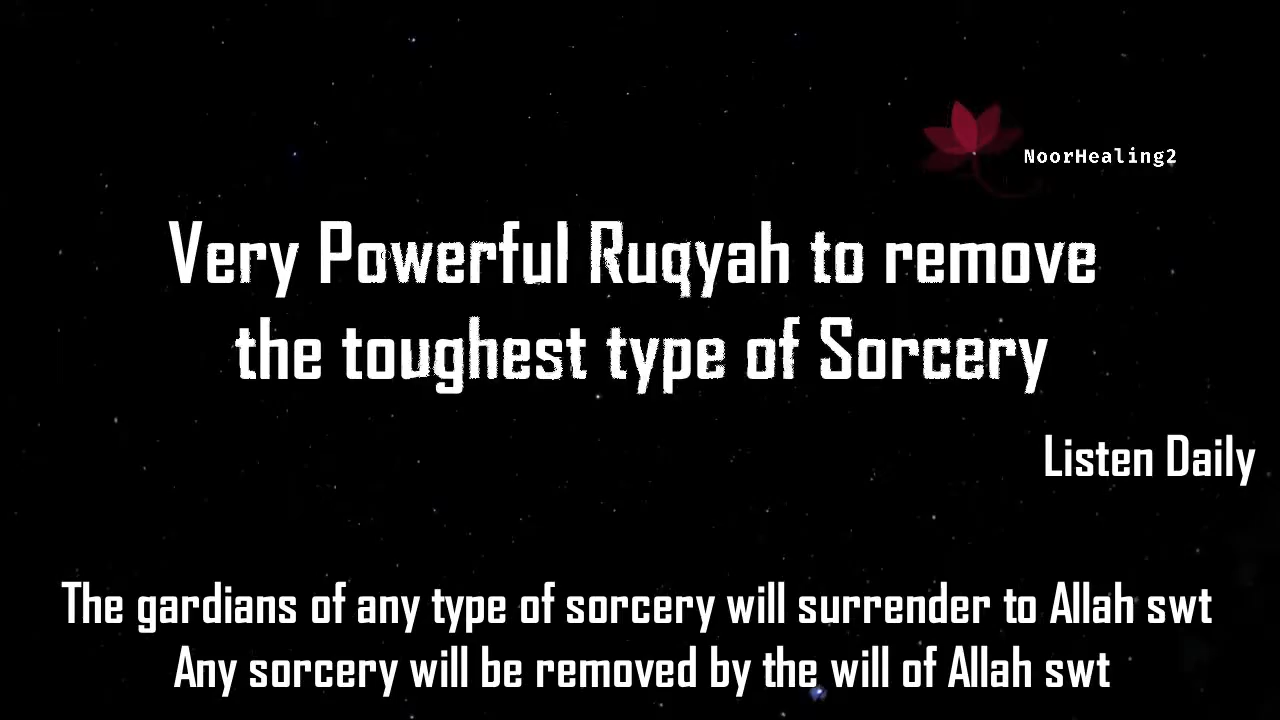 NoorHealing2
Very Powerful Ruqyah to remove
the toughest type of Sorcery
Listen Daily
The gardians of any type of sorcery will surrender to Allah swt
Any sorcery will be removed by the will of Allah swt